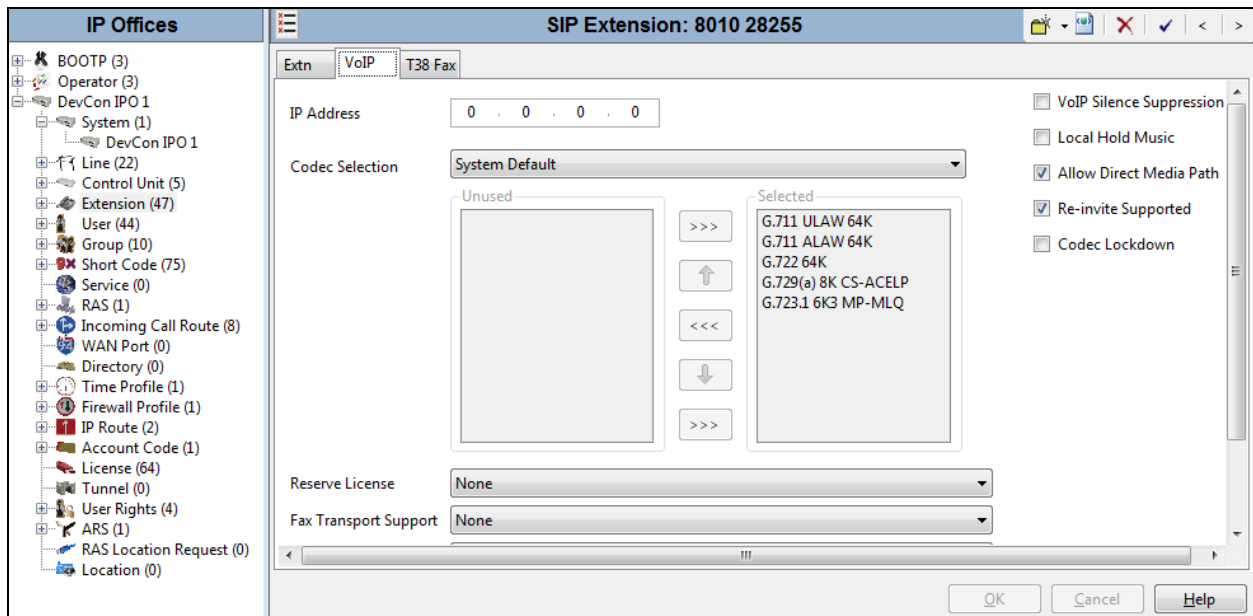 IP Offices
BOOTP (3)
Operator (3)
DevCon IPO 1
System (1)
DevCon IPO 1
Line (22)
Control Unit (5)
Extension (47)
User (44)
Group (10)
Short Code (75)
Service (0)
RAS (1)
Incoming Call Route (8)
WAN Port (0)
Directory (0)
Time Profile (1)
Firewall Profile (1)
IP Route (2)
Account Code (1)
License (64)
Tunnel (0)
User Rights (4)
ARS (1)
RAS Location Request (0)
Location (0)
SIP Extension: 8010 28255
Extn VoIP T38 Fax
IP Address 0 . 0 . 0 . 0
Codec Selection System Default
Unused
Selected
G.711 ULAW 64K
G.711 ALAW 64K
G.722 64K
G.729(a) 8K CS-ACELP
G.723.1 6K3 MP-MLQ
>>>
<<<
>>>
Reserve License None
Fax Transport Support None
VoIP Silence Suppression
Local Hold Music
Allow Direct Media Path
Re-invite Supported
Codec Lockdown
OK Cancel Help